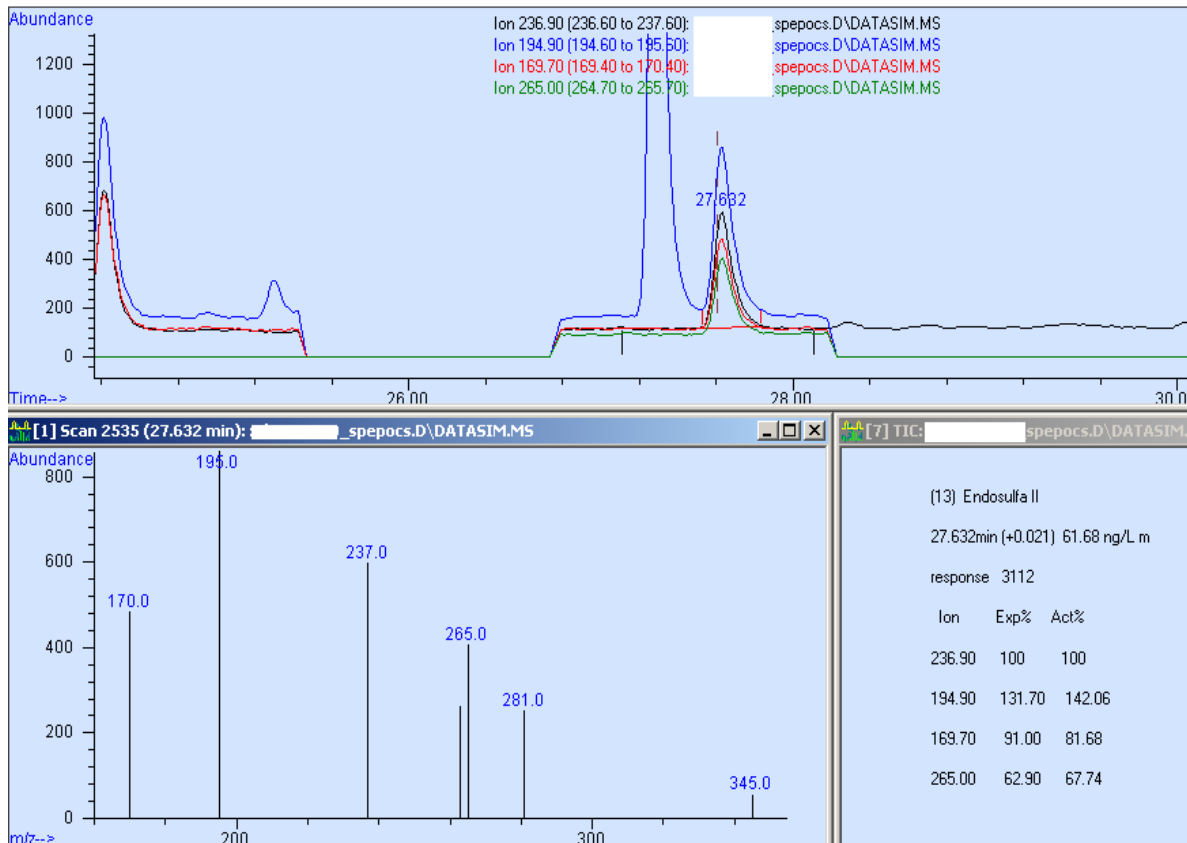 Abundance
Ion 236.90 (236.60 to 237.60): _spepocs.D\DATASIM.MS
Ion 194.90 (194.60 to 195.60): _spepocs.D\DATASIM.MS
Ion 169.70 (169.40 to 170.40): _spepocs.D\DATASIM.MS
Ion 265.00 (264.70 to 265.70): _spepocs.D\DATASIM.MS
1200
1000
800
600
400
200
0
27.632
Time--> 26.00 28.00 30.0
[1] Scan 2535 (27.632 min): _spepocs.D\DATASIM.MS
[7] TIC: spepocs.D\DATASIM.
Abundance
800
600
400
200
0
195.0
237.0
170.0
265.0
281.0
345.0
m/z--> 200 300
(13) Endosulfa II
27.632min (+0.021) 61.68 ng/L m
response 3112
Ion Exp% Act%
236.90 100 100
194.90 131.70 142.06
169.70 91.00 81.68
265.00 62.90 67.74